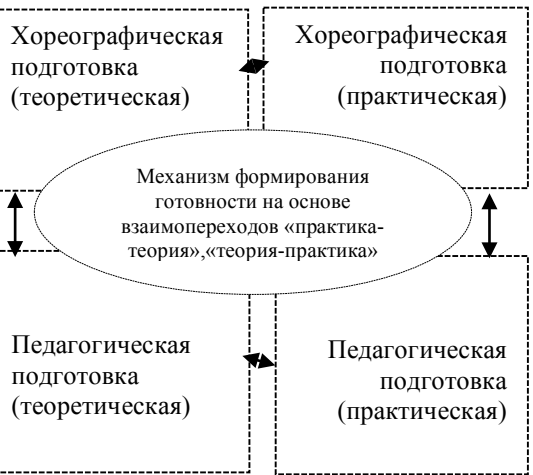 Хореографическая
подготовка
(теоретическая)
Хореографическая
подготовка
(практическая)
Механизм формирования
готовности на основе
взаимопереходов «практика-
теория»,«теория-практика»
Педагогическая
подготовка
(теоретическая)
Педагогическая
подготовка
(практическая)